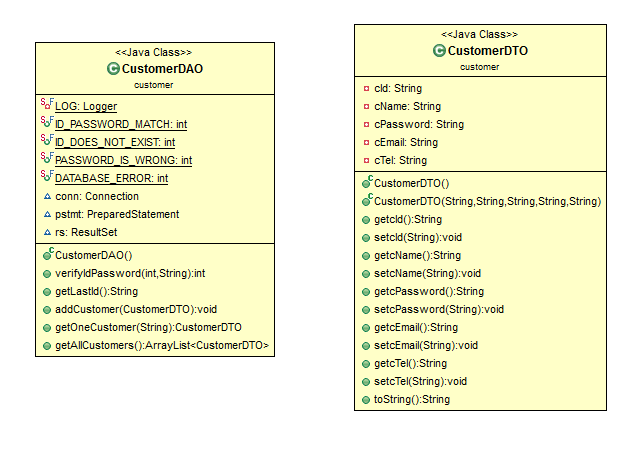 <<Java Class>>
CustomerDAO
customer
LOG: Logger
ID_PASSWORD_MATCH: int
ID_DOES_NOT_EXIST: int
PASSWORD_IS_WRONG: int
DATABASE_ERROR: int
conn: Connection
pstmt: PreparedStatement
rs: ResultSet
CustomerDAO()
verifyIdPassword(int,String):int
getLastId():String
addCustomer(CustomerDTO):void
getOneCustomer(String):CustomerDTO
getAllCustomers():ArrayList<CustomerDTO>
<<Java Class>>
CustomerDTO
customer
cId: String
cName: String
cPassword: String
cEmail: String
cTel: String
CustomerDTO()
CustomerDTO(String,String,String,String,String)
getcId():String
setcId(String):void
getcName():String
setcName(String):void
getcPassword():String
setcPassword(String):void
getcEmail():String
setcEmail(String):void
getcTel():String
setcTel(String):void
toString():String